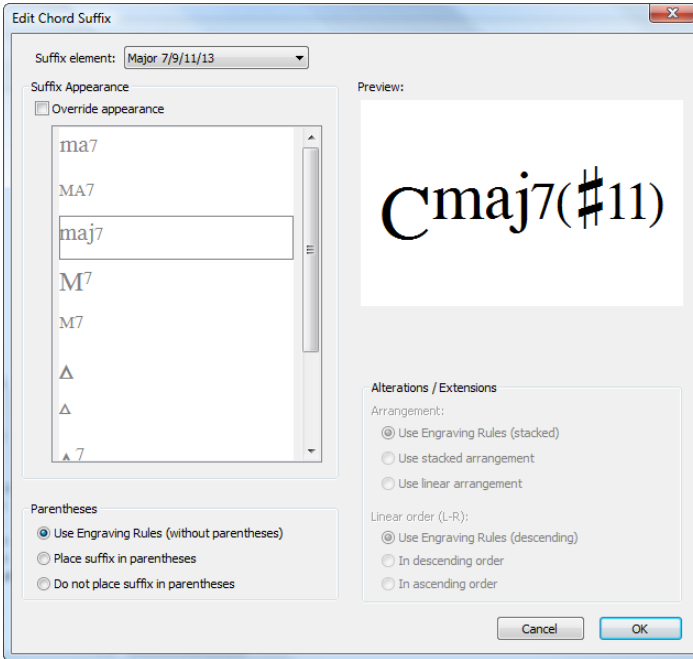 Edit Chord Suffix
Suffix element: Major 7/9/11/13
Suffix Appearance
Override appearance
ma7
MA7
maj7
M7
M7
Δ
Δ
Δ7
Preview:
Cmaj7(♯11)
Parentheses
Use Engraving Rules (without parentheses)
Place suffix in parentheses
Do not place suffix in parentheses
Alterations / Extensions
Arrangement:
Use Engraving Rules (stacked)
Use stacked arrangement
Use linear arrangement
Linear order (L-R):
Use Engraving Rules (descending)
In descending order
In ascending order
Cancel
OK